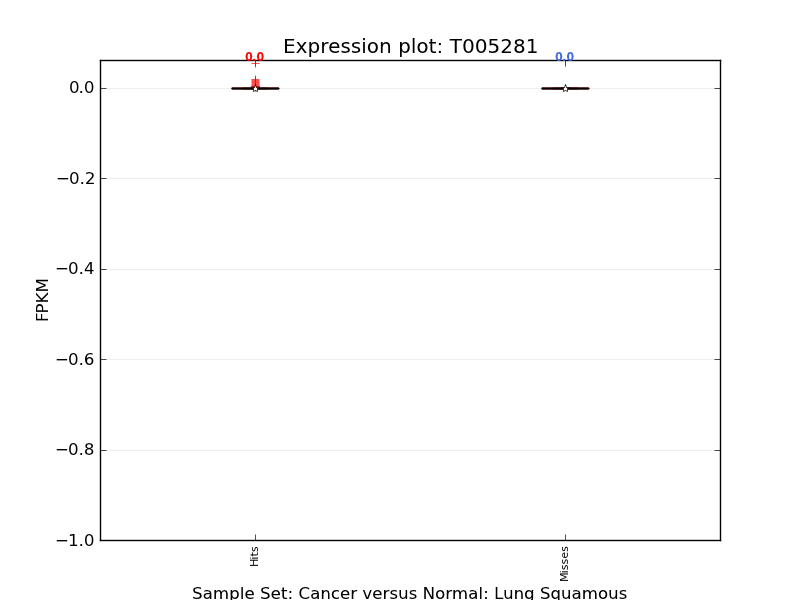 Expression plot: T005281
0.0 0.0
0.0
−0.2
−0.4
−0.6
−0.8
−1.0
FPKM
Hits Misses
Sample Set: Cancer versus Normal: Lung Squamous